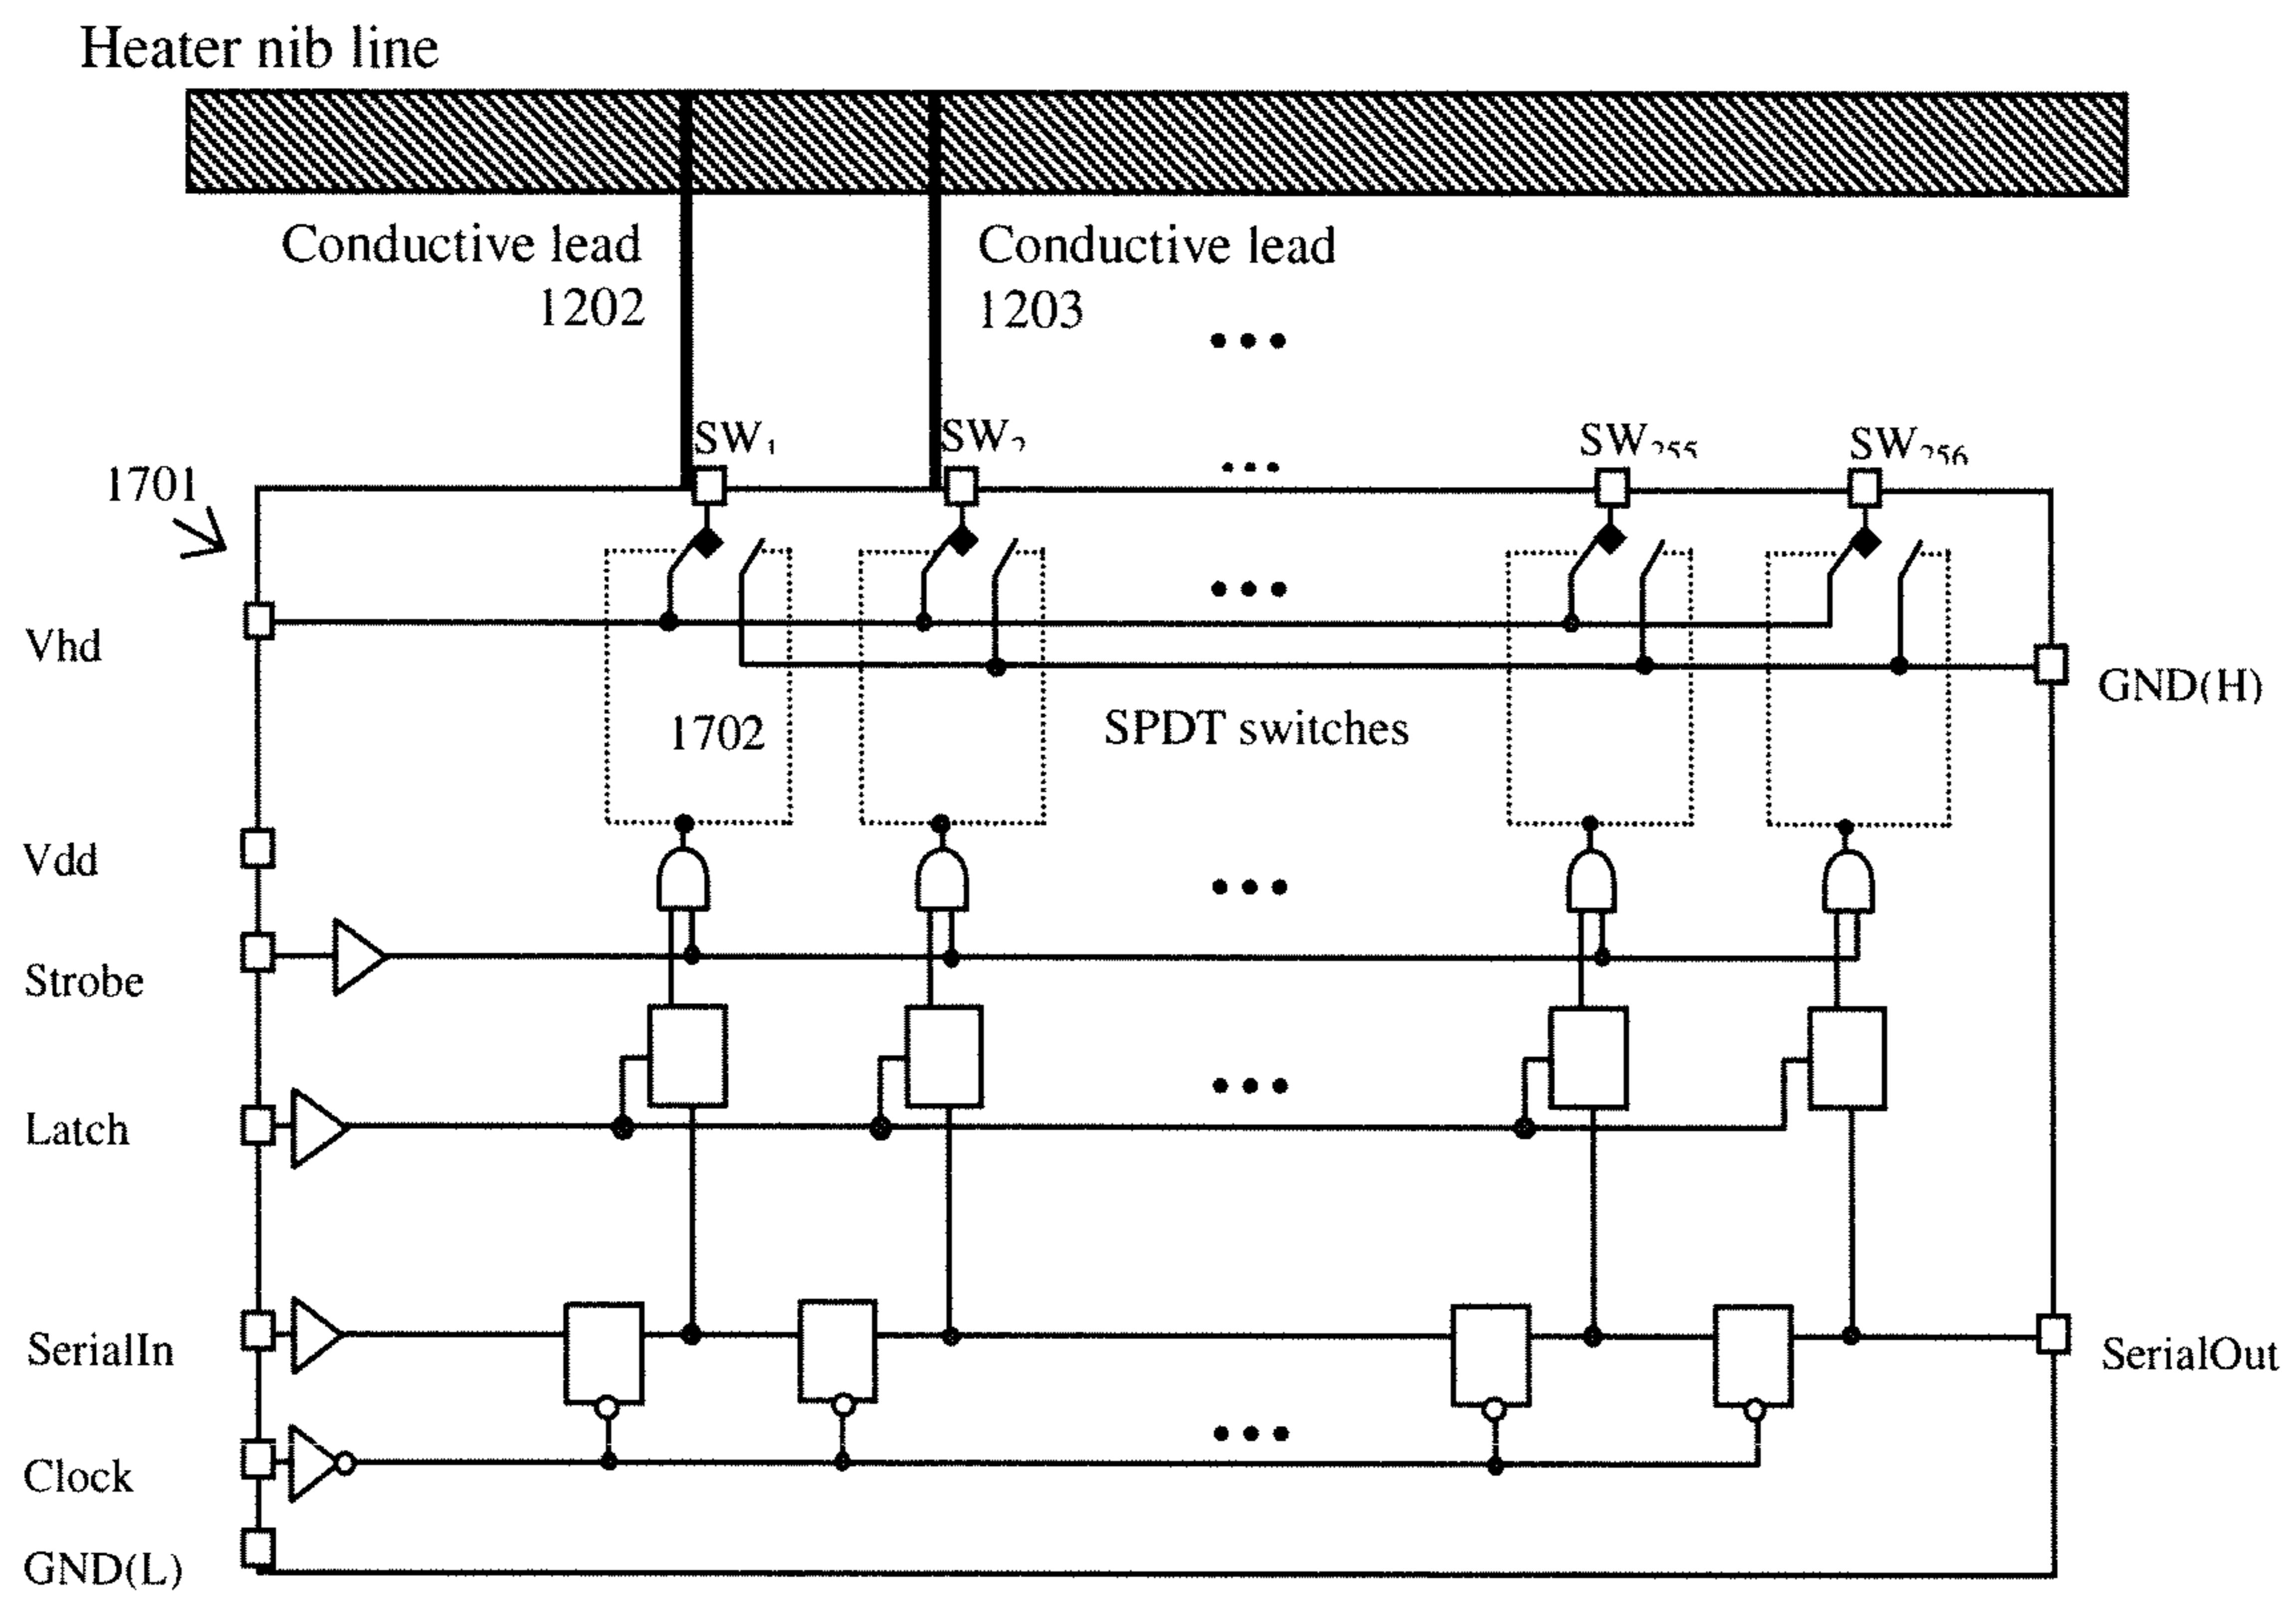 Heater nib line
Conductive lead
1202
Conductive lead
1203
SW1
SW2
SW255
SW256
1701
Vhd
GND(H)
1702
SPDT switches
Vdd
Strobe
Latch
SerialIn
SerialOut
Clock
GND(L)